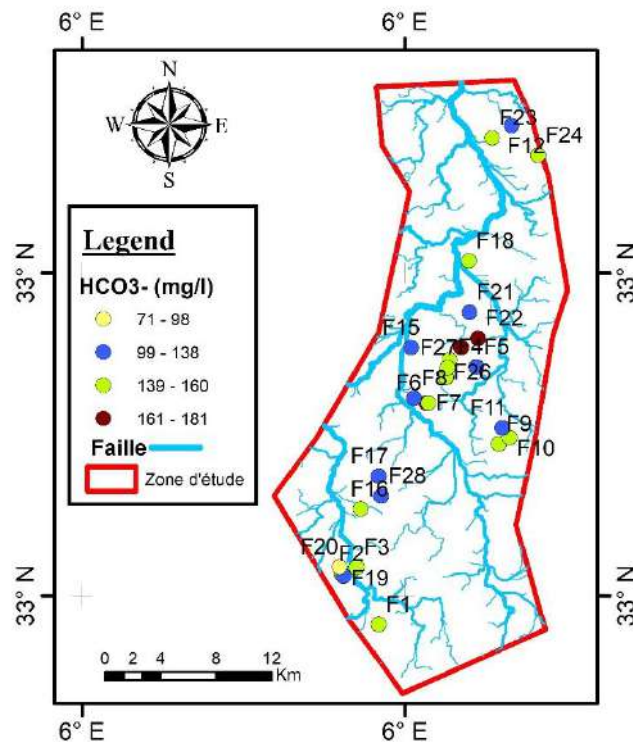 6° E 6° E
N
W E
S
F23
F12 F24
Legend
HCO3- (mg/l)
71 - 98
99 - 138
139 - 160
161 - 181
Faille
Zone d'étude
33° N 33° N
F18
F21
F22
F15
F27 F4 F5
F8 F26
F6
F7
F11
F9
F10
F17
F28
F16
F20 F2 F3
F19
F1
33° N 33° N
0 2 4 8 12
Km
6° E 6° E